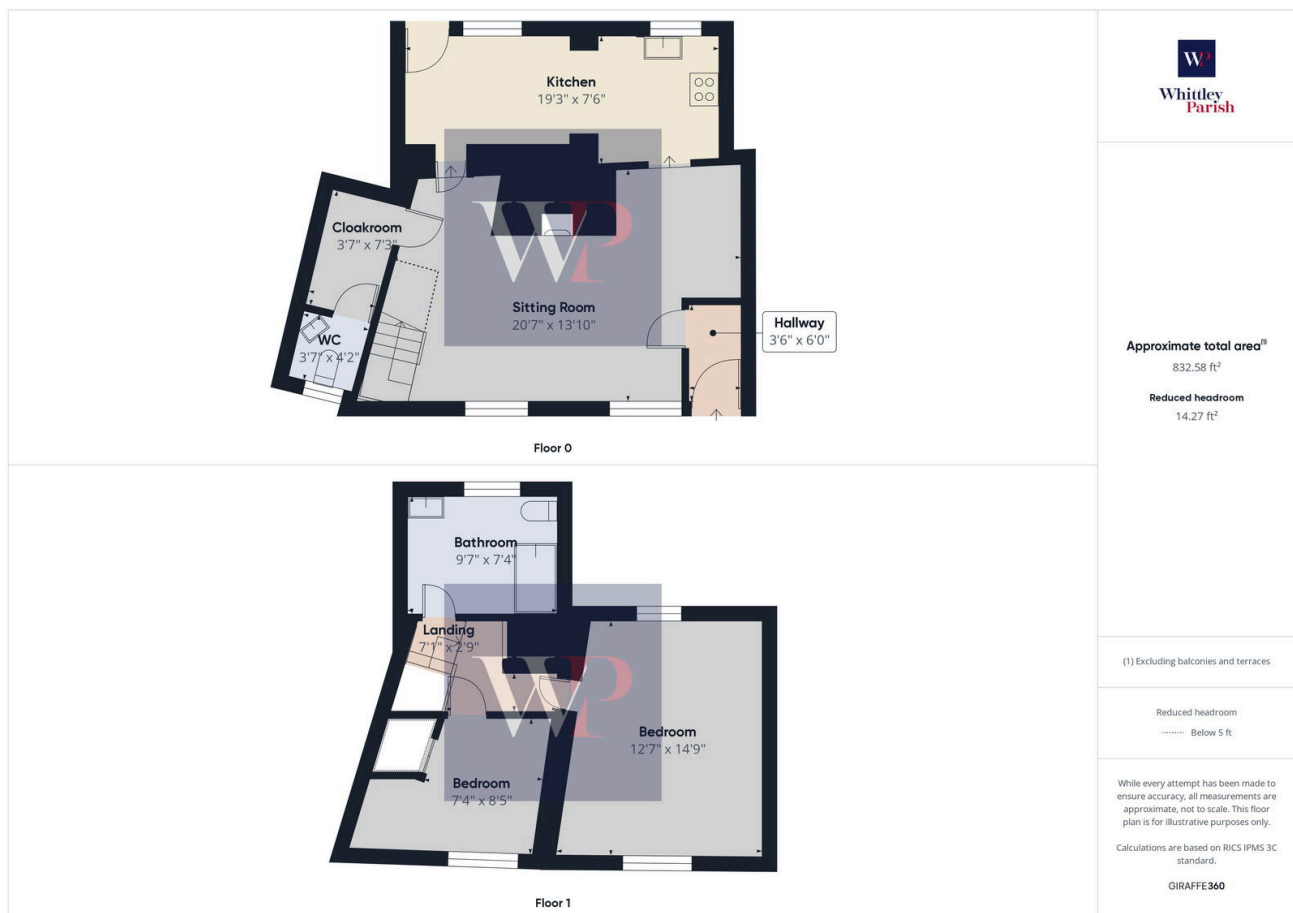 Kitchen
19'3" x 7'6"
Cloakroom
3'7" x 7'3"
WC
3'7" x 4'2"
WP
Sitting Room
20'7" x 13'10"
Hallway
3'6" x 6'0"
Floor 0
Bathroom
9'7" x 7'4"
Landing
7'1" x 2'9"
WP
Bedroom
12'7" x 14'9"
Bedroom
7'4" x 8'5"
Floor 1
WP
Whittley
Parish
Approximate total area⁽¹⁾
832.58 ft²
Reduced headroom
14.27 ft²
(1) Excluding balconies and terraces
Reduced headroom
Below 5 ft
While every attempt has been made to
ensure accuracy, all measurements are
approximate, not to scale. This floor
plan is for illustrative purposes only.
Calculations are based on RICS IPMS 3C
standard.
GIRAFFE360